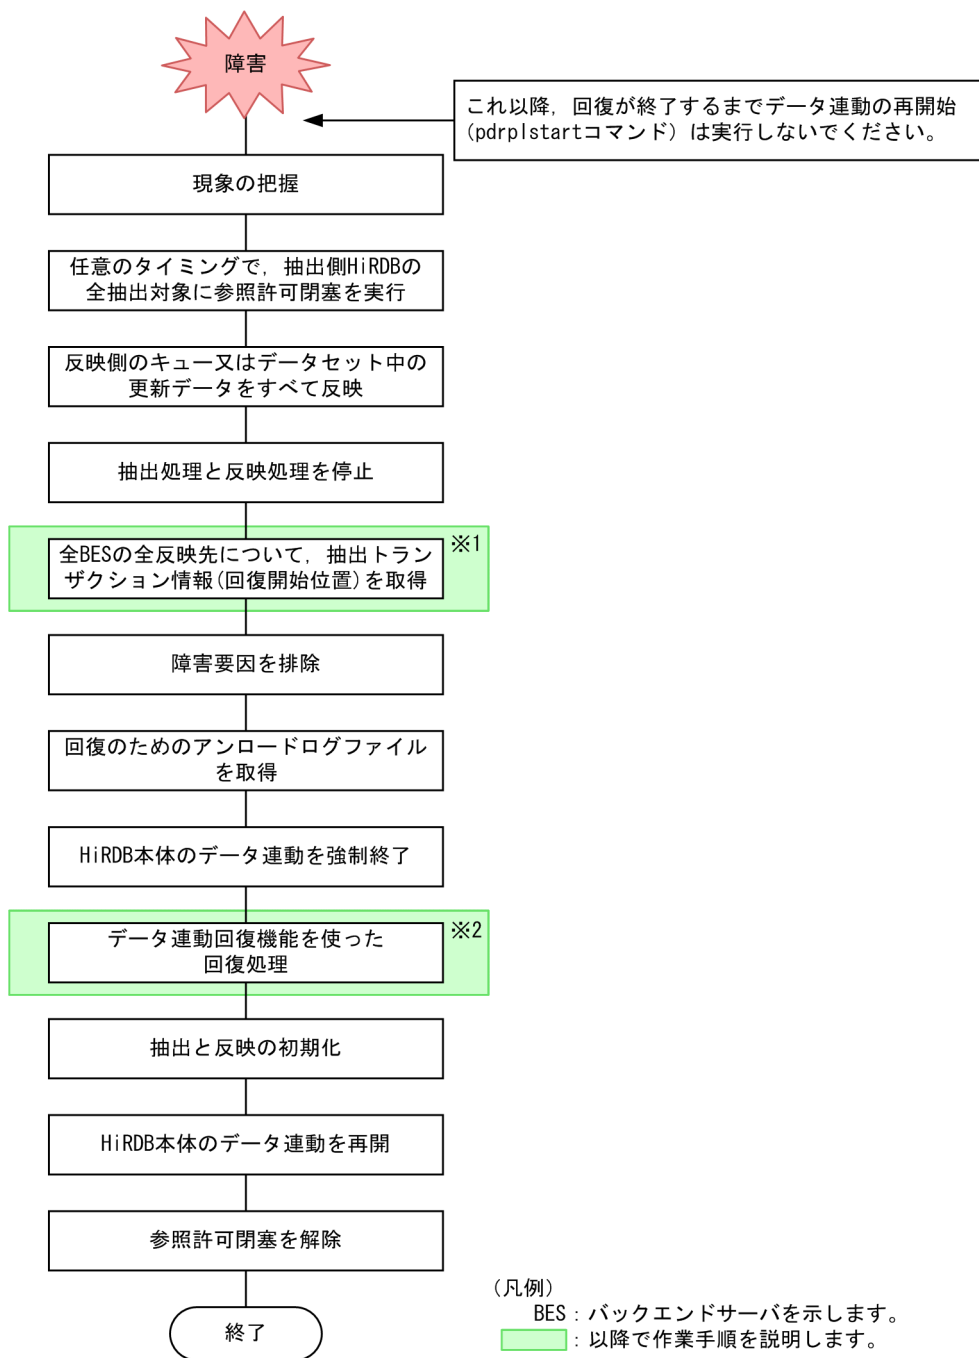 障害
これ以降，回復が終了するまでデータ連動の再開始
(pdrplstartコマンド) は実行しないでください。
現象の把握
任意のタイミングで，抽出側HiRDBの
全抽出対象に参照許可閉塞を実行
反映側のキュー又はデータセット中の
更新データをすべて反映
抽出処理と反映処理を停止
※1
全BESの全反映先について，抽出トラン
ザクション情報(回復開始位置)を取得
障害要因を排除
回復のためのアンロードログファイル
を取得
HiRDB本体のデータ連動を強制終了
※2
データ連動回復機能を使った
回復処理
抽出と反映の初期化
HiRDB本体のデータ連動を再開
参照許可閉塞を解除
終了
(凡例)
BES：バックエンドサーバを示します。
：以降で作業手順を説明します。